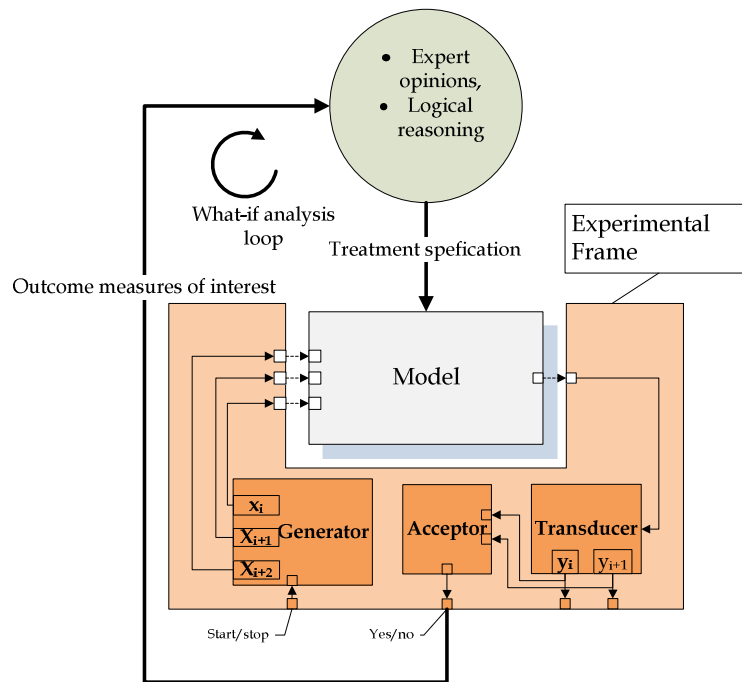 • Expert
opinions,
• Logical
reasoning
What-if analysis
loop
Treatment spefication
Experimental
Frame
Outcome measures of interest
Model
xi
Generator
Xi+1
Xi+2
Acceptor
Transducer
yi
yi+1
Start/stop
Yes/no